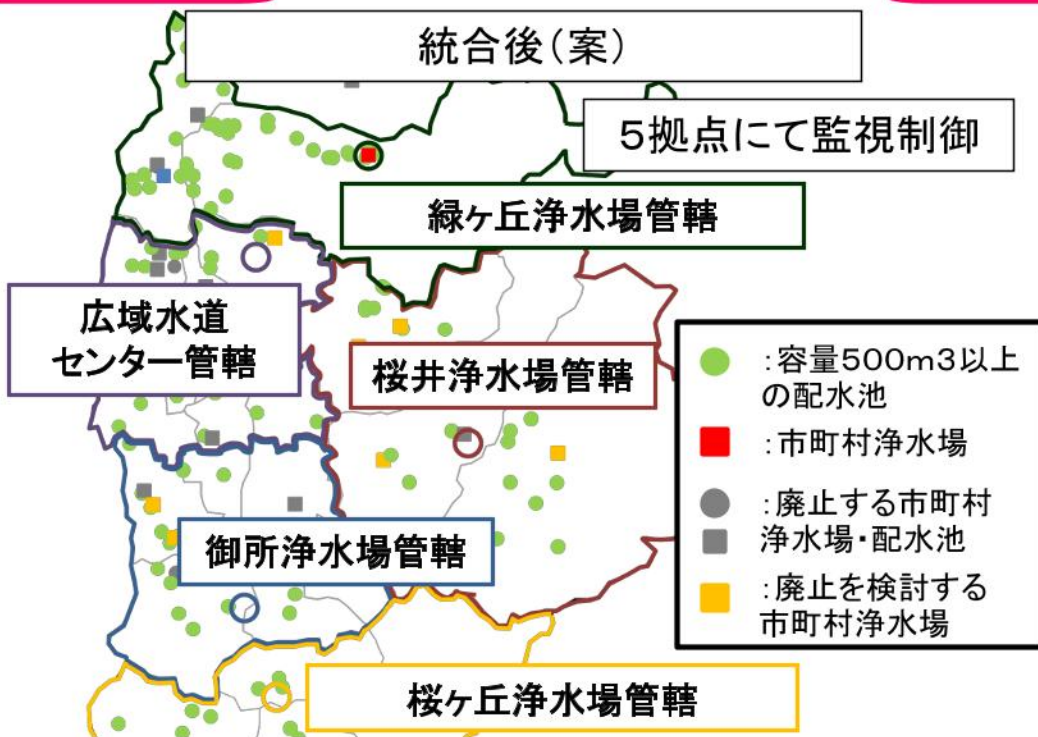 統合後(案)
5拠点にて監視制御
緑ヶ丘浄水場管轄
広域水道
センター管轄
桜井浄水場管轄
御所浄水場管轄
桜ヶ丘浄水場管轄
:容量500m3以上
の配水池
:市町村浄水場
:廃止する市町村
浄水場・配水池
:廃止を検討する
市町村浄水場